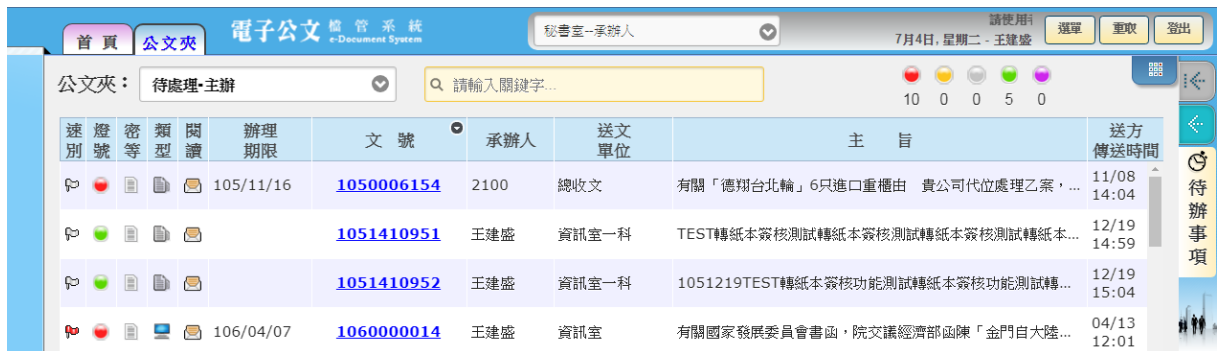 首頁
公文夾
電子公文檔管系統
e-Document System
秘書室--承辦人
請使用
7月4日, 星期二 - 王建盛
選單
重取
登出
公文夾：
待處理-主辦
請輸入關鍵字...
10 0 0 5 0
速別 燈號 密等 類型 閱讀 辦理期限 文 號 承辦人 送文單位 主 旨 送方傳送時間
105/11/16 1050006154 2100 總收文 有關「德翔台北輪」6只進口重櫃由 貴公司代位處理乙案，... 11/08 14:04
1051410951 王建盛 資訊室一科 TEST轉紙本簽核測試轉紙本簽核測試轉紙本簽核測試轉紙本... 12/19 14:59
1051410952 王建盛 資訊室一科 1051219TEST轉紙本簽核功能測試轉紙本簽核功能測試轉... 12/19 15:04
106/04/07 1060000014 王建盛 資訊室 有關國家發展委員會書函，院交議經濟部函陳「金門自大陸... 04/13 12:01
待辦事項